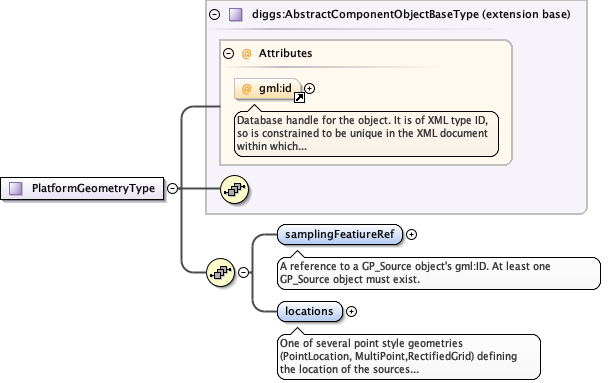 diggs:AbstractComponentObjectBaseType (extension base)
@ Attributes
@ gml:id
Database handle for the object. It is of XML type ID,
so is constrained to be unique in the XML document
within which...
PlatformGeometryType
samplingFeatiureRef
A reference to a GP_Source object's gml:ID. At least one
GP_Source object must exist.
locations
One of several point style geometries
(PointLocation, MultiPoint,RectifiedGrid) defining
the location of the sources...